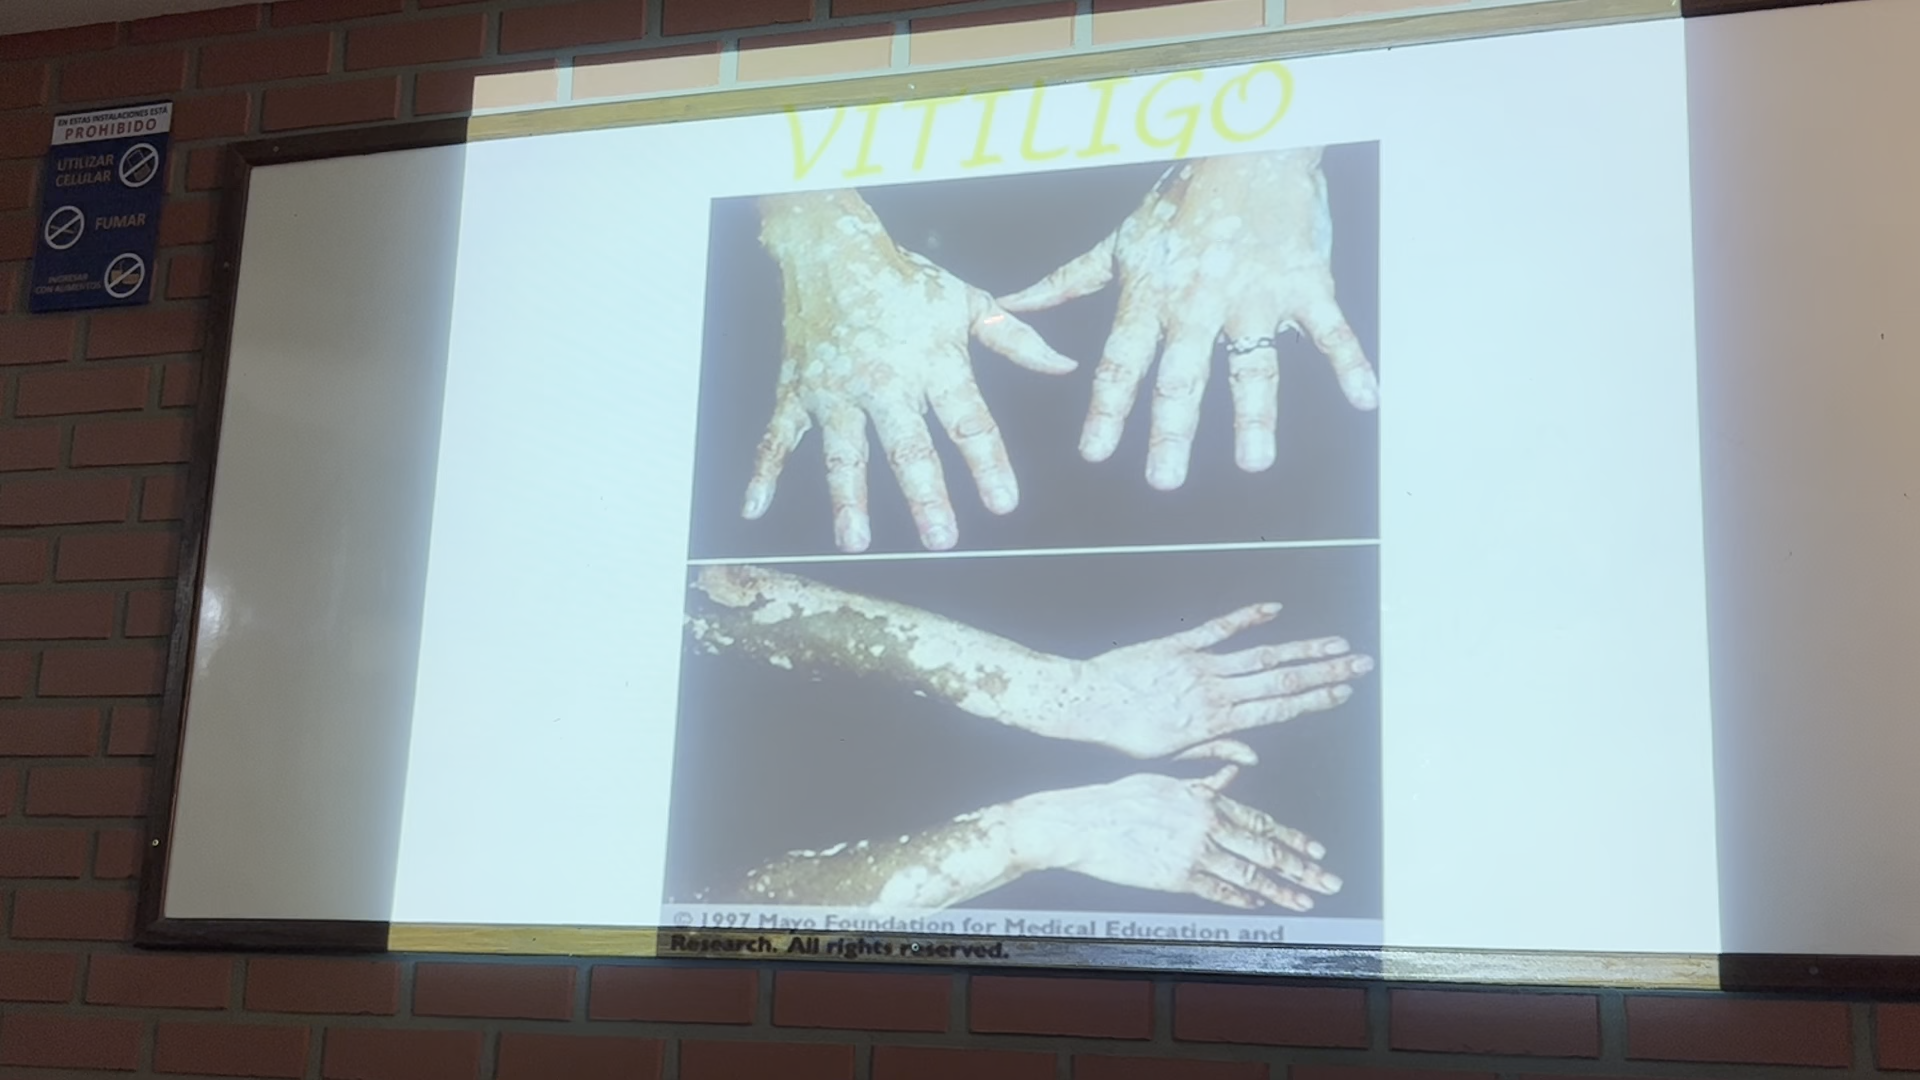 EN ESTAS INSTALACIONES ESTÁ
PROHIBIDO
UTILIZAR
CELULAR
FUMAR
INGRESAR
CON ALIMENTOS
VITILIGO
© 1997 Mayo Foundation for Medical Education and
Research. All rights reserved.